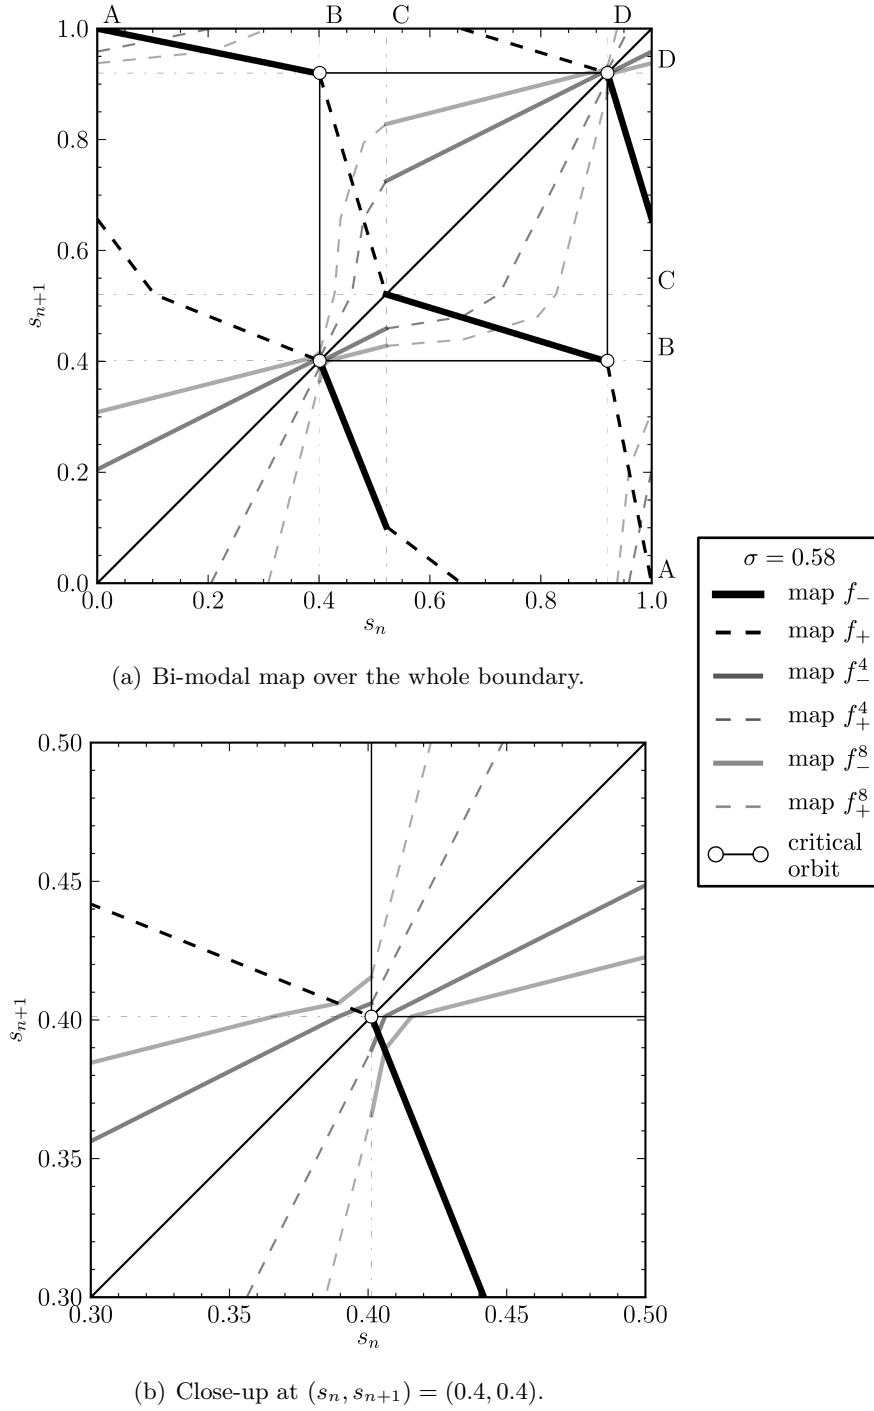 A B C D
1.0
D
0.8
0.6
C
s_{n+1}
B
0.4
0.2
A
0.0
0.0 0.2 0.4 0.6 0.8 1.0
s_n
(a) Bi-modal map over the whole boundary.
σ = 0.58
map f_−
map f_+
map f_−^4
map f_+^4
map f_−^8
map f_+^8
critical
orbit
0.50
0.45
0.40
s_{n+1}
0.35
0.30
0.30 0.35 0.40 0.45 0.50
s_n
(b) Close-up at (s_n, s_{n+1}) = (0.4, 0.4).